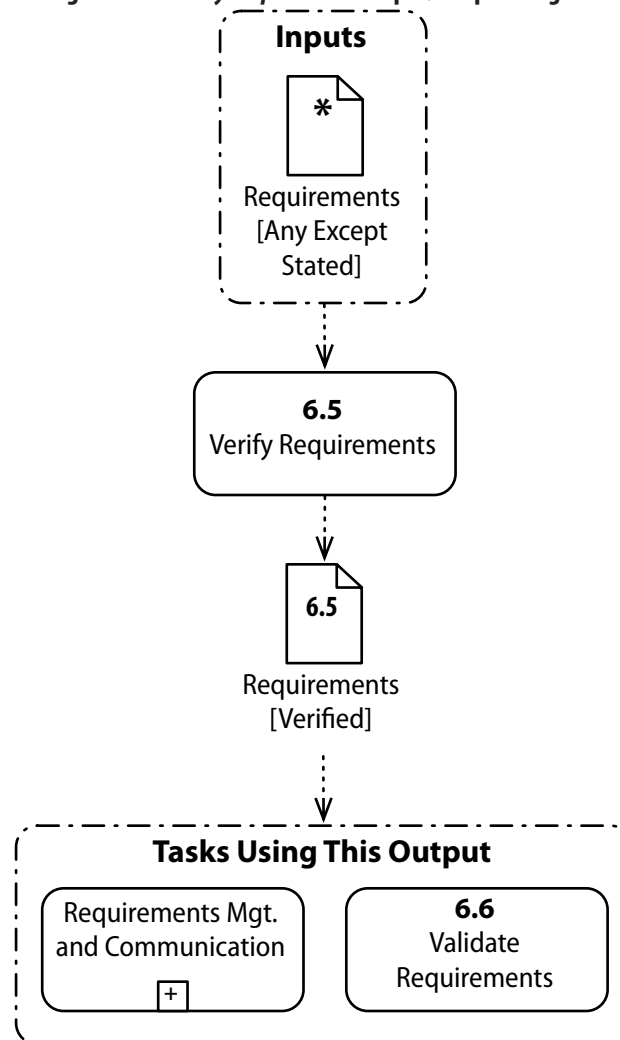 Inputs
*
Requirements
[Any Except
Stated]
6.5
Verify Requirements
6.5
Requirements
[Verified]
Tasks Using This Output
Requirements Mgt.
and Communication
+
6.6
Validate
Requirements